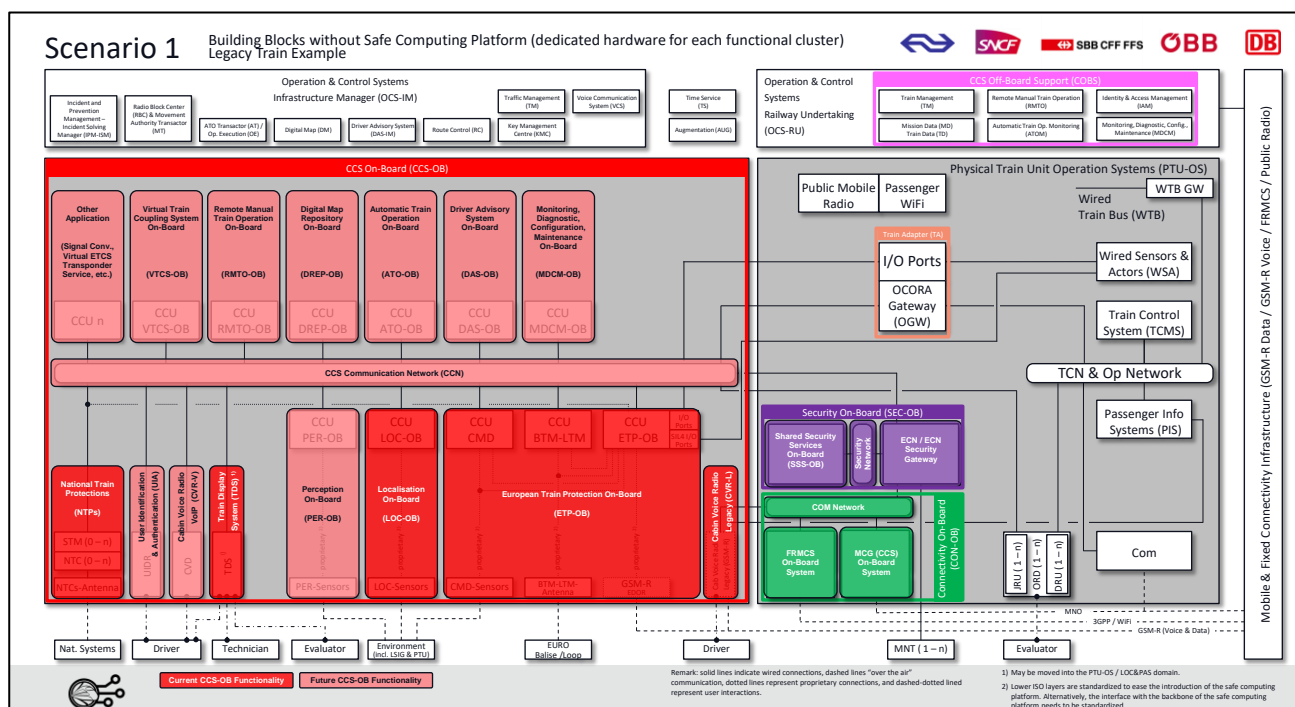 Scenario 1
Building Blocks without Safe Computing Platform (dedicated hardware for each functional cluster)
Legacy Train Example
SNCF
SBB CFF FFS
ÖBB
DB
Operation & Control Systems
Infrastructure Manager (OCS-IM)
Incident and
Prevention
Management –
Incident Solving
Manager (IPM-ISM)
Radio Block Center
(RBC) & Movement
Authority Transactor
(MT)
ATO Transactor (AT) /
Op. Execution (OE)
Digital Map (DM)
Driver Advisory System
(DAS-IM)
Route Control (RC)
Traffic Management
(TM)
Key Management
Centre (KMC)
Voice Communication
System (VCS)
Time Service
(TS)
Augmentation (AUG)
Operation & Control
Systems
Railway Undertaking
(OCS-RU)
CCS Off-Board Support (COBS)
Train Management
(TM)
Remote Manual Train Operation
(RMTO)
Identity & Access Management
(IAM)
Mission Data (MD)
Train Data (TD)
Automatic Train Op. Monitoring
(ATOM)
Monitoring, Diagnostic, Config.,
Maintenance (MDCM)
Mobile & Fixed Connectivity Infrastructure (GSM-R Data / GSM-R Voice / FRMCS / Public Radio)
CCS On-Board (CCS-OB)
Other
Application
(Signal Conv.,
Virtual ETCS
Transponder
Service, etc.)
CCU n
Virtual Train
Coupling System
On-Board
(VTCS-OB)
CCU
VTCS-OB
Remote Manual
Train Operation
On-Board
(RMTO-OB)
CCU
RMTO-OB
Digital Map
Repository
On-Board
(DREP-OB)
CCU
DREP-OB
Automatic Train
Operation
On-Board
(ATO-OB)
CCU
ATO-OB
Driver Advisory
System
On-Board
(DAS-OB)
CCU
DAS-OB
Monitoring,
Diagnostic,
Configuration,
Maintenance
On-Board
(MDCM-OB)
CCU
MDCM-OB
CCS Communication Network (CCN)
National Train
Protections
(NTPs)
STM (0 – n)
NTC (0 – n)
NTCs-Antenna
User Identification
& Authentication (UIA)
UIDR
Cabin Voice Radio
VoIP (CVR-V)
CVD
Train Display
System (TDS) 1)
TDS
CCU
PER-OB
Perception
On-Board
(PER-OB)
PER-Sensors
CCU
LOC-OB
Localisation
On-Board
(LOC-OB)
LOC-Sensors
CCU
CMD
CMD-Sensors
CCU
BTM-LTM
BTM-LTM-
Antenna
CCU
ETP-OB
I/O
Ports
SIL4 I/O
Ports
European Train Protection On-Board
(ETP-OB)
proprietary
proprietary
proprietary
proprietary
GSM-R
EDOR
Cabin Voice Radio
Legacy (CVR-L)
Physical Train Unit Operation Systems (PTU-OS)
Public Mobile
Radio
Passenger
WiFi
WTB GW
Wired
Train Bus (WTB)
Train Adapter (TA)
I/O Ports
OCORA
Gateway
(OGW)
Wired Sensors &
Actors (WSA)
Train Control
System (TCMS)
TCN & Op Network
Passenger Info
Systems (PIS)
Security On-Board (SEC-OB)
Shared Security
Services
On-Board
(SSS-OB)
Security
Network
ECN / ECN
Security
Gateway
COM Network
FRMCS
On-Board
System
MCG (CCS)
On-Board
System
Connectivity On-Board
(CON-OB)
JRU ( 1 – n)
ORD ( 1 – n)
DRU ( 1 – n)
Com
MNO
3GPP / WiFi
GSM-R (Voice & Data)
Nat. Systems
Driver
Technician
Evaluator
Environment
(incl. LSIG & PTU)
EURO
Balise /Loop
Driver
MNT ( 1 – n)
Evaluator
Current CCS-OB Functionality
Future CCS-OB Functionality
Remark: solid lines indicate wired connections, dashed lines "over the air"
communication, dotted lines represent proprietary connections, and dashed-dotted lined
represent user interactions.
1) May be moved into the PTU-OS / LOC&PAS domain.
2) Lower ISO layers are standardized to ease the introduction of the safe computing
platform. Alternatively, the interface with the backbone of the safe computing
platform needs to be standardized.